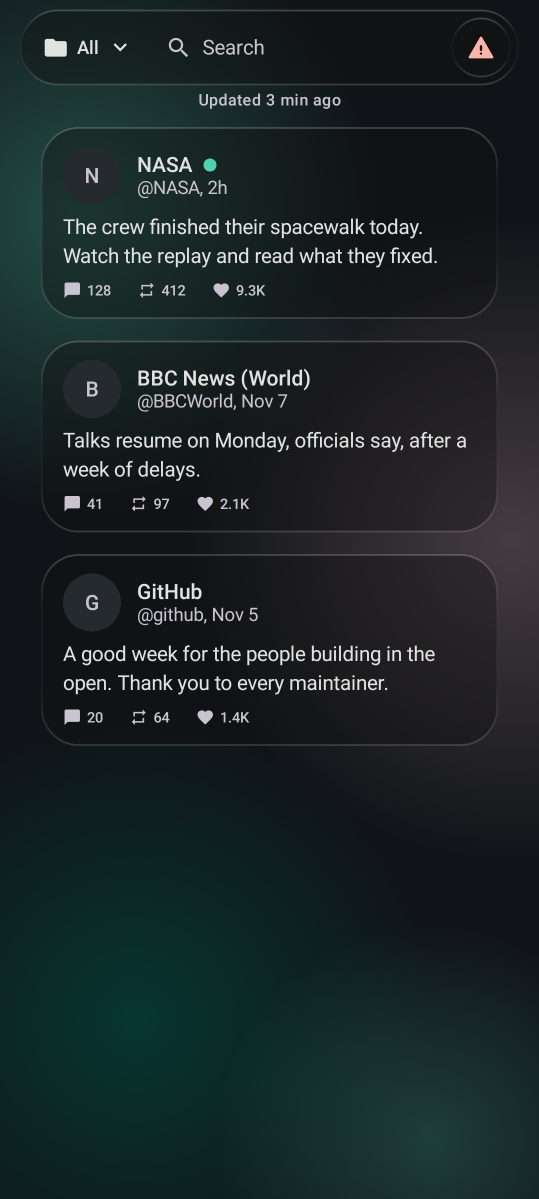 All
Search
Updated 3 min ago
N
NASA
@NASA, 2h
The crew finished their spacewalk today.
Watch the replay and read what they fixed.
128 412 9.3K
B
BBC News (World)
@BBCWorld, Nov 7
Talks resume on Monday, officials say, after a
week of delays.
41 97 2.1K
G
GitHub
@github, Nov 5
A good week for the people building in the
open. Thank you to every maintainer.
20 64 1.4K